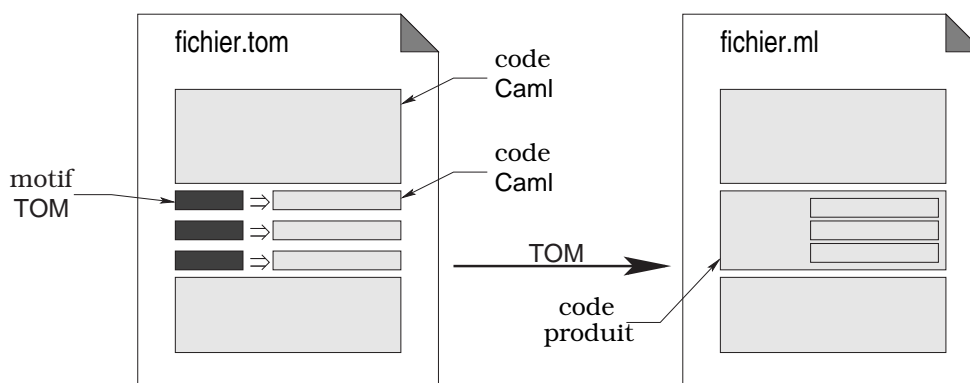 fichier.tom
code
Caml
motif
TOM
code
Caml
TOM
fichier.ml
code
produit